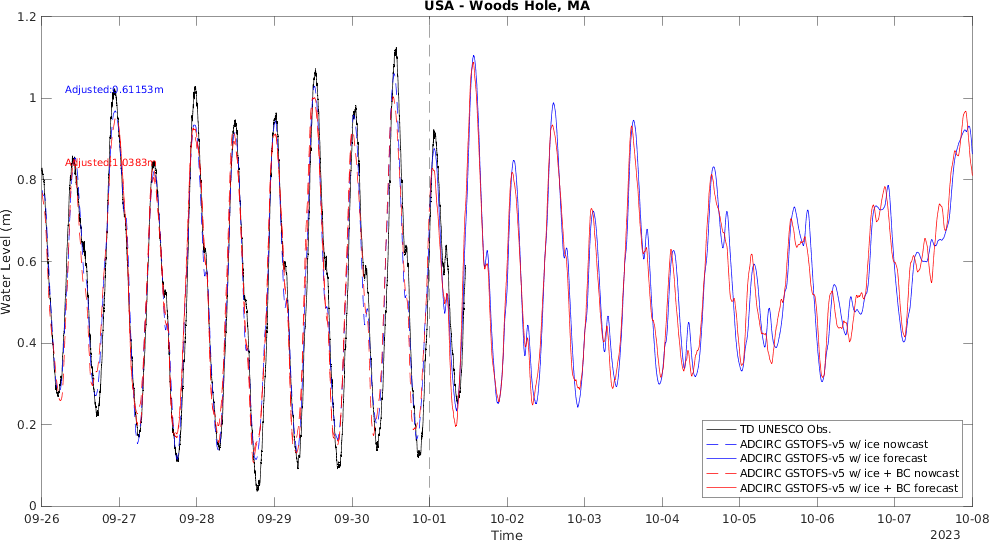 USA - Woods Hole, MA
1.2
1
0.8
0.6
0.4
0.2
0
Water Level (m)
Adjusted:0.61153m
Adjusted:1.0383m
TD UNESCO Obs.
ADCIRC GSTOFS-v5 w/ ice nowcast
ADCIRC GSTOFS-v5 w/ ice forecast
ADCIRC GSTOFS-v5 w/ ice + BC nowcast
ADCIRC GSTOFS-v5 w/ ice + BC forecast
09-26 09-27 09-28 09-29 09-30 10-01 10-02 10-03 10-04 10-05 10-06 10-07 10-08
Time
2023